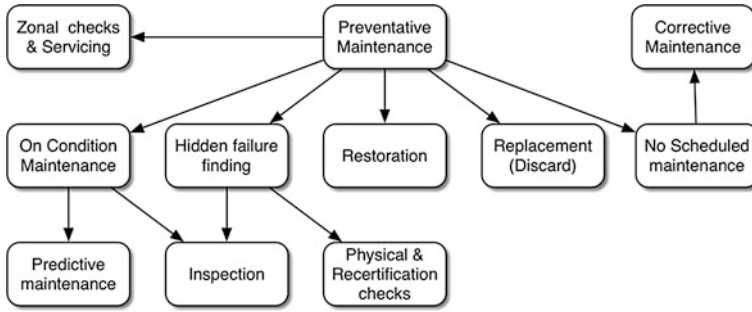 Zonal checks
& Servicing
Preventative
Maintenance
Corrective
Maintenance
On Condition
Maintenance
Hidden failure
finding
Restoration
Replacement
(Discard)
No Scheduled
maintenance
Predictive
maintenance
Inspection
Physical &
Recertification
checks